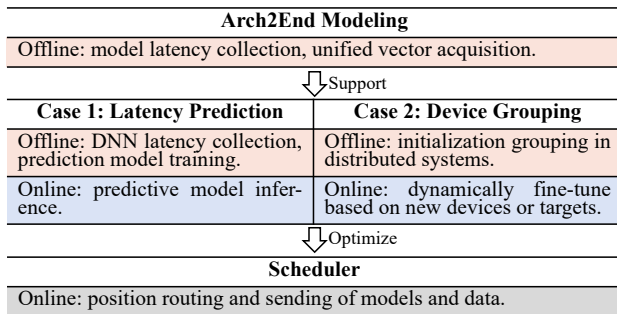 Arch2End Modeling
Offline: model latency collection, unified vector acquisition.
Support
Case 1: Latency Prediction
Offline: DNN latency collection,
prediction model training.
Online: predictive model infer-
ence.
Case 2: Device Grouping
Offline: initialization grouping in
distributed systems.
Online: dynamically fine-tune
based on new devices or targets.
Optimize
Scheduler
Online: position routing and sending of models and data.